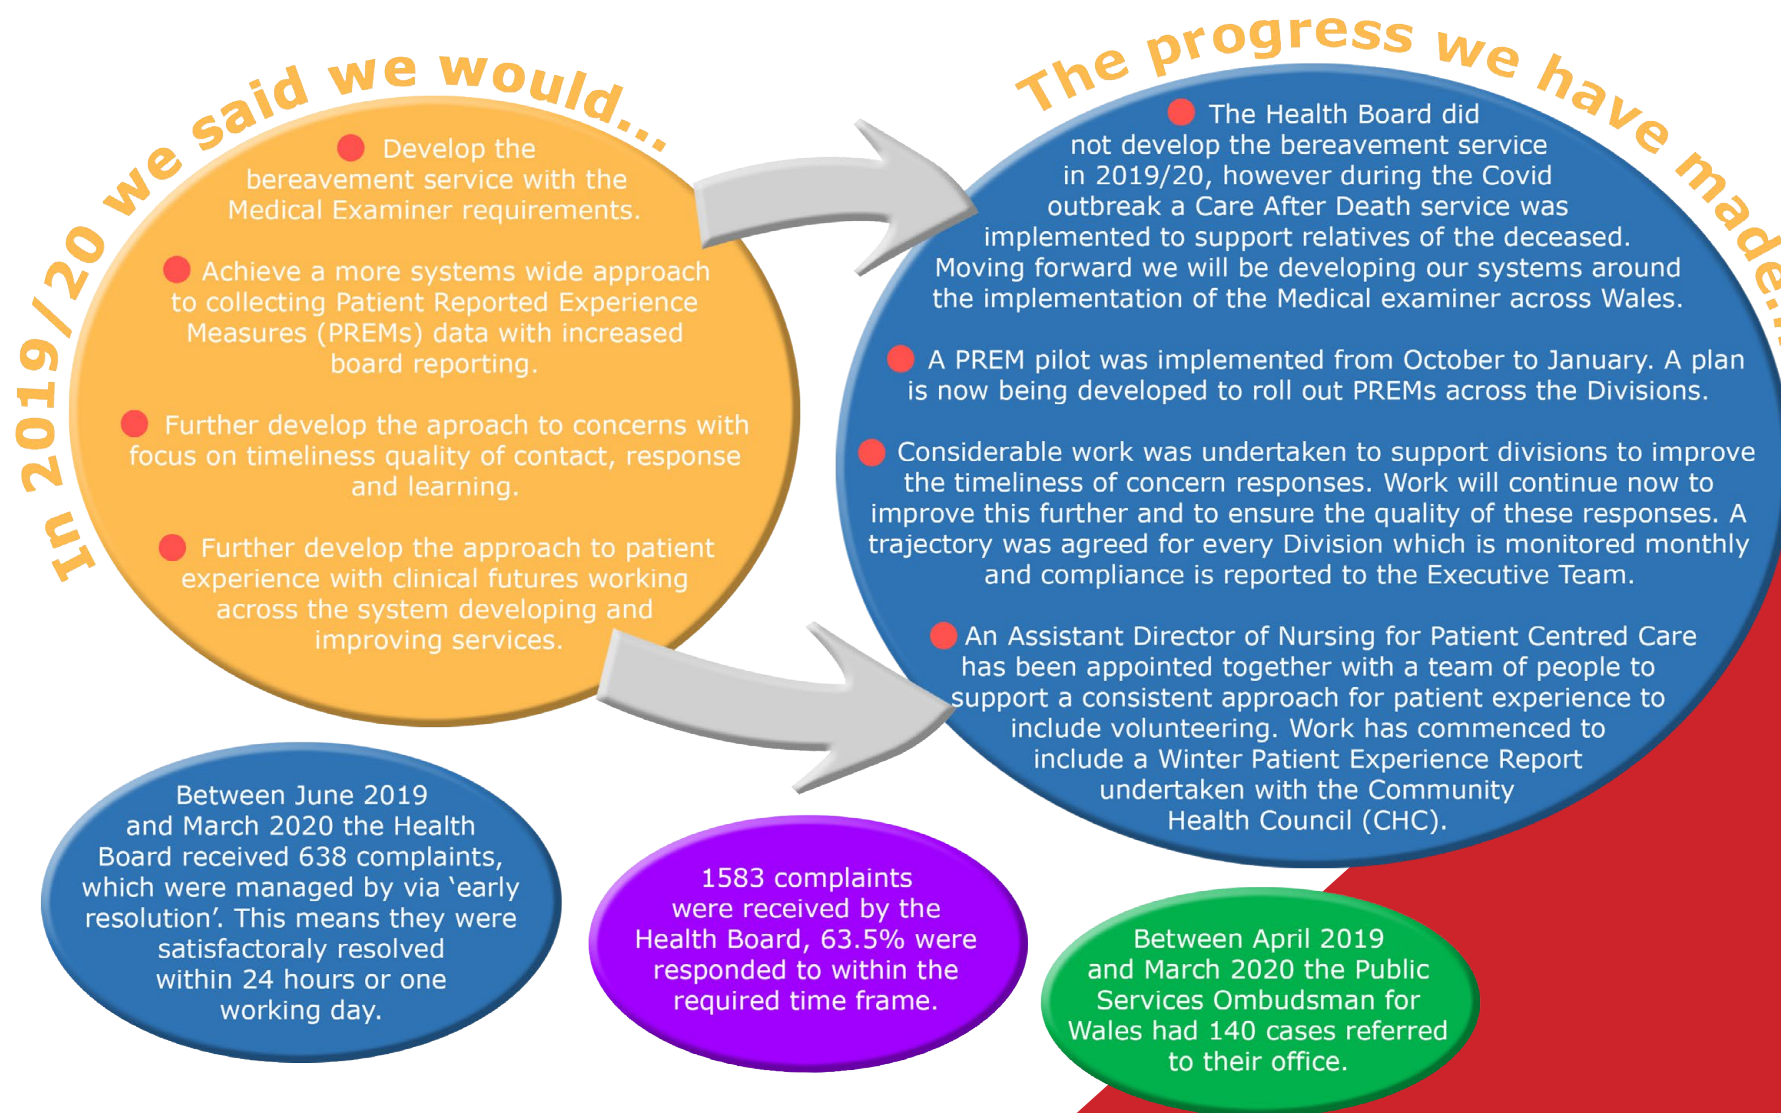 In 2019/20 we said we would...
Develop the
bereavement service with the
Medical Examiner requirements.
Achieve a more systems wide approach
to collecting Patient Reported Experience
Measures (PREMs) data with increased
board reporting.
Further develop the aproach to concerns with
focus on timeliness quality of contact, response
and learning.
Further develop the approach to patient
experience with clinical futures working
across the system developing and
improving services.
The progress we have made...
The Health Board did
not develop the bereavement service
in 2019/20, however during the Covid
outbreak a Care After Death service was
implemented to support relatives of the deceased.
Moving forward we will be developing our systems around
the implementation of the Medical examiner across Wales.
A PREM pilot was implemented from October to January. A plan
is now being developed to roll out PREMs across the Divisions.
Considerable work was undertaken to support divisions to improve
the timeliness of concern responses. Work will continue now to
improve this further and to ensure the quality of these responses. A
trajectory was agreed for every Division which is monitored monthly
and compliance is reported to the Executive Team.
An Assistant Director of Nursing for Patient Centred Care
has been appointed together with a team of people to
support a consistent approach for patient experience to
include volunteering. Work has commenced to
include a Winter Patient Experience Report
undertaken with the Community
Health Council (CHC).
Between June 2019
and March 2020 the Health
Board received 638 complaints,
which were managed by via ‘early
resolution’. This means they were
satisfactoraly resolved
within 24 hours or one
working day.
1583 complaints
were received by the
Health Board, 63.5% were
responded to within the
required time frame.
Between April 2019
and March 2020 the Public
Services Ombudsman for
Wales had 140 cases referred
to their office.